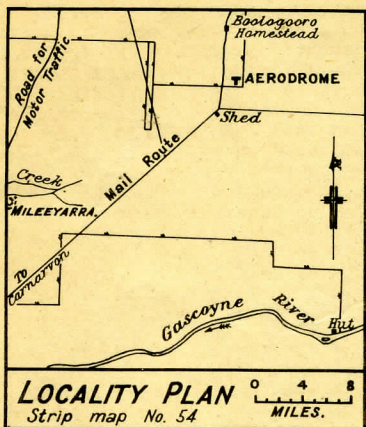 Boologooro
Homestead
Road for
Motor Traffic
AERODROME
Shed
Mail Route
Creek
MILEEYARRA.
To
Carnarvon
Gascoyne River
Hut
LOCALITY PLAN
Strip map No. 54
0 4 8
MILES.